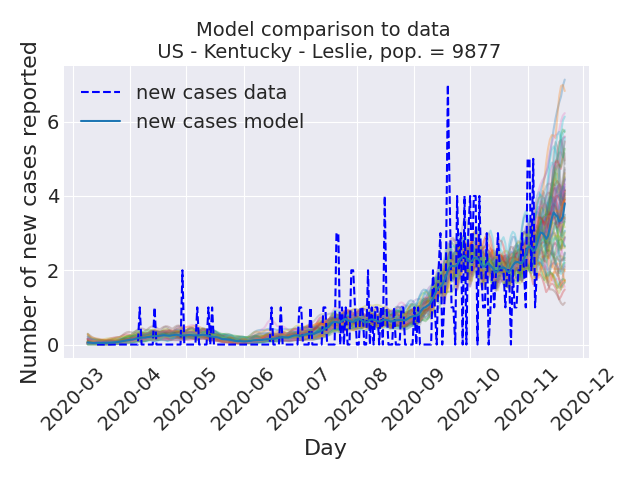 Model comparison to data
US - Kentucky - Leslie, pop. = 9877
Number of new cases reported
new cases data
new cases model
6
4
2
0
2020-03
2020-04
2020-05
2020-06
2020-07
2020-08
2020-09
2020-10
2020-11
2020-12
Day